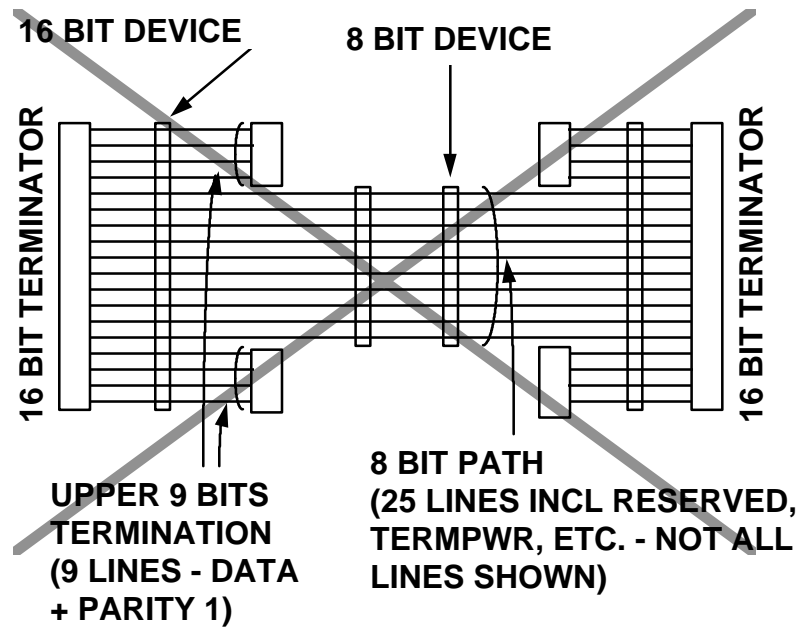 16 BIT DEVICE
8 BIT DEVICE
16 BIT TERMINATOR
16 BIT TERMINATOR
UPPER 9 BITS
TERMINATION
(9 LINES - DATA
+ PARITY 1)
8 BIT PATH
(25 LINES INCL RESERVED,
TERMPWR, ETC. - NOT ALL
LINES SHOWN)